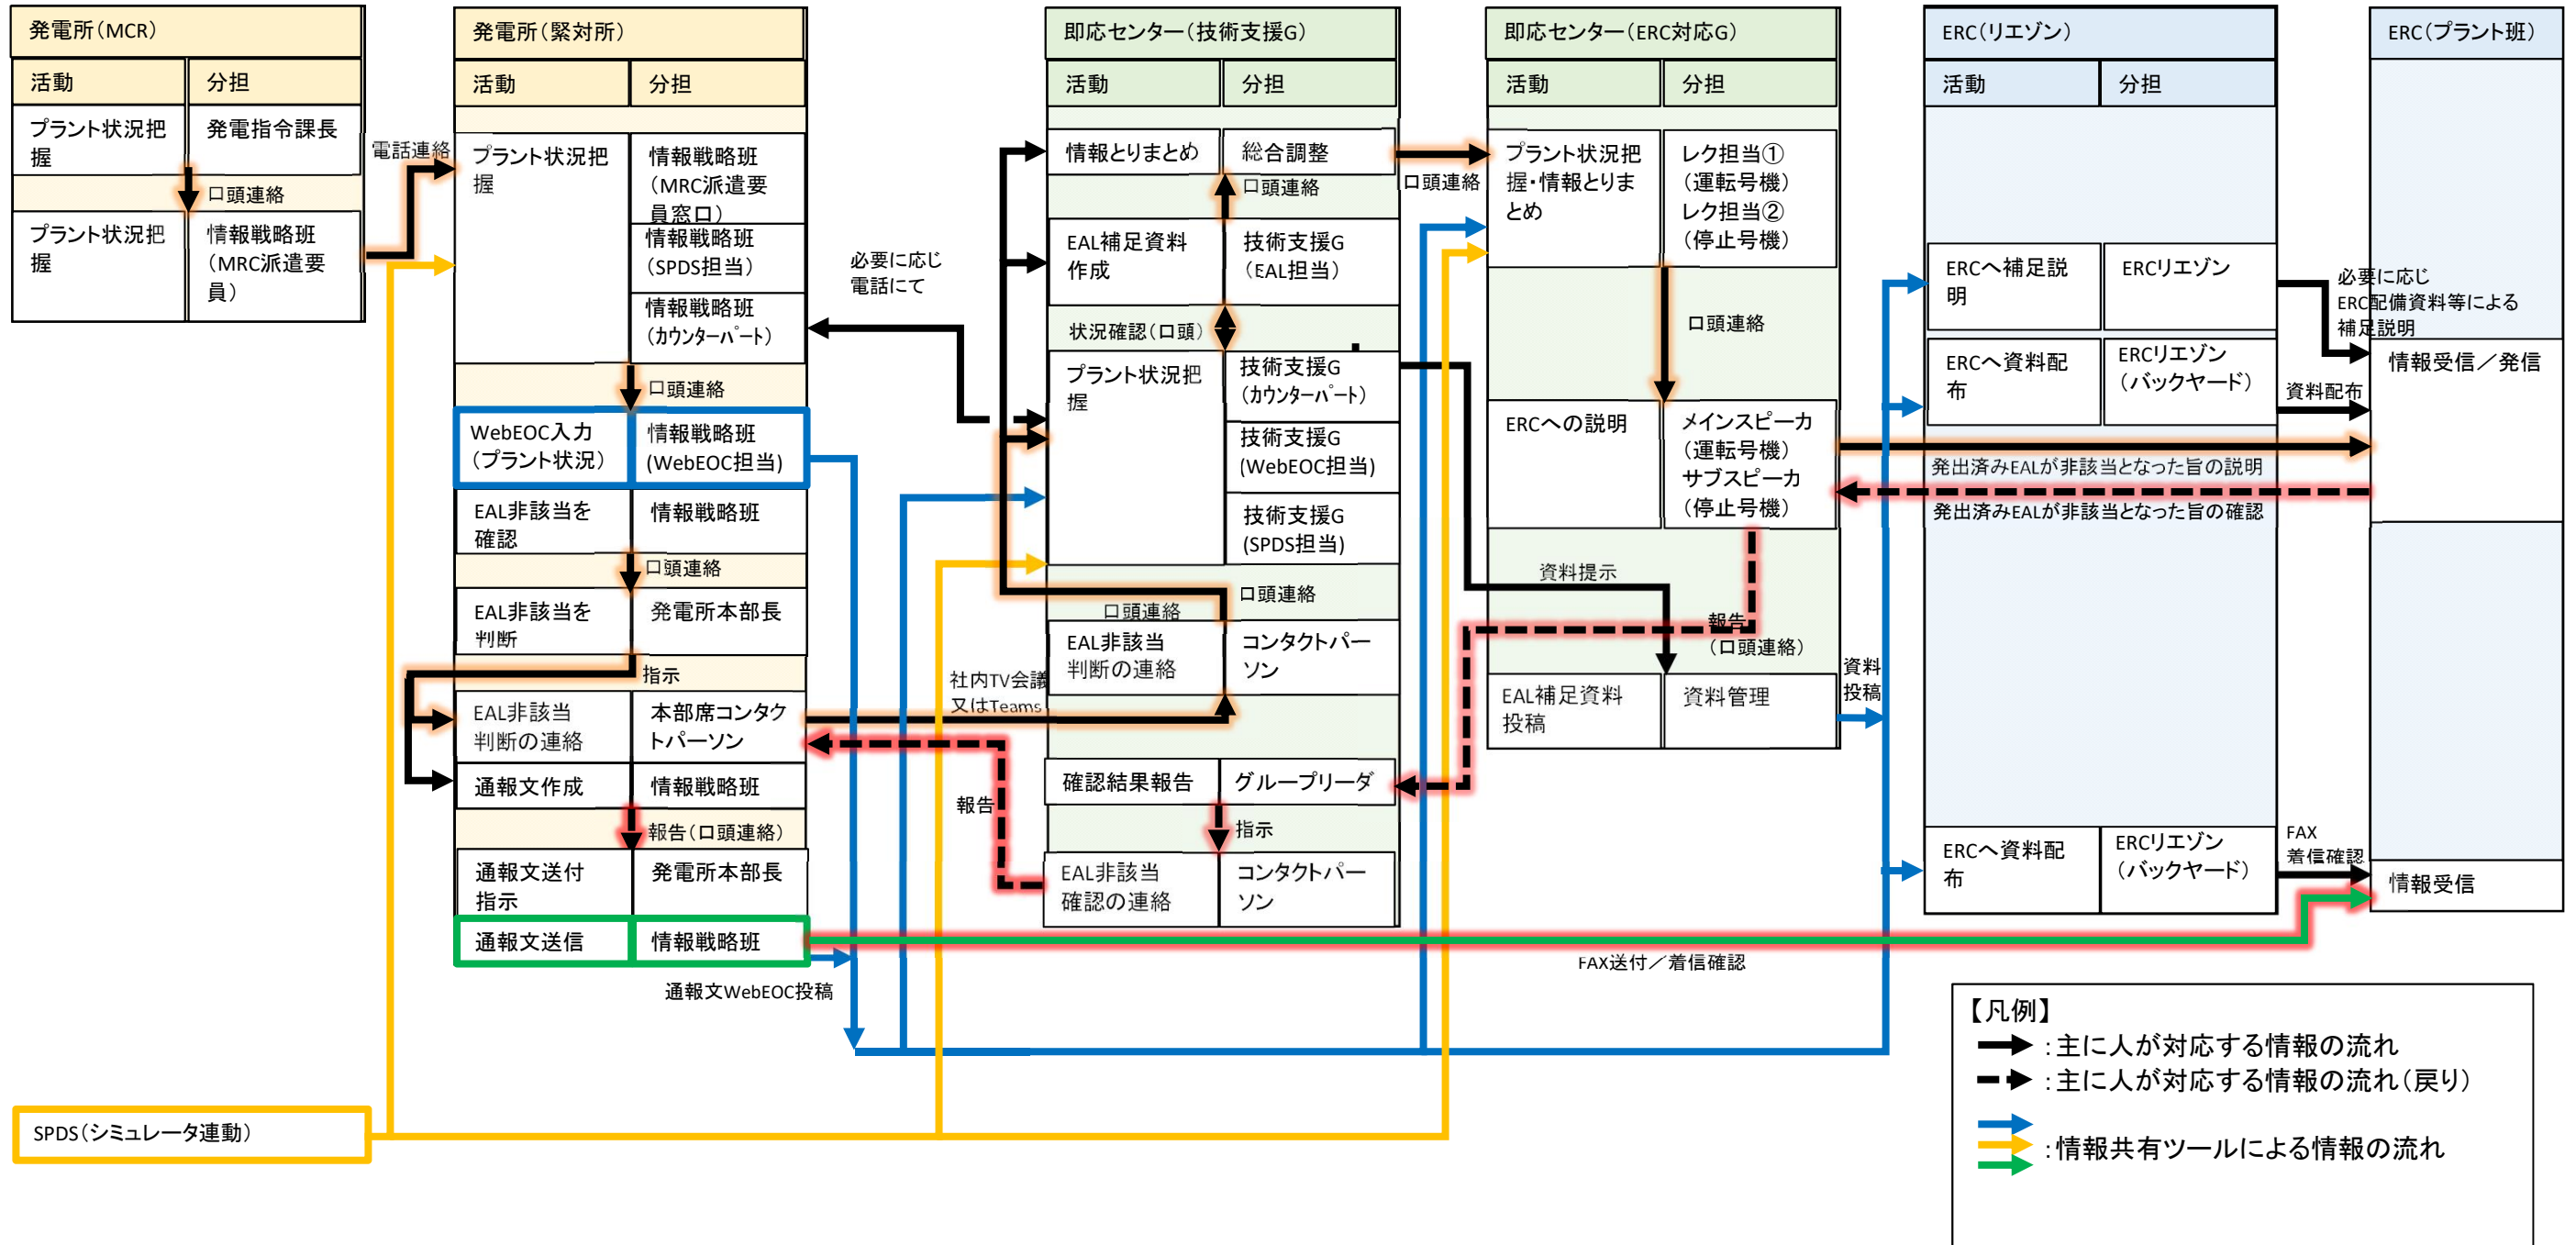 発電所（MCR）
活動
分担
プラント状況把
握
発電指令課長
口頭連絡
プラント状況把
握
情報戦略班
（MRC派遣要
員）
電話連絡
発電所（緊対所）
活動
分担
プラント状況把
握
情報戦略班
（MRC派遣要
員窓口）
情報戦略班
（SPDS担当）
情報戦略班
（カウンターパート）
口頭連絡
WebEOC入力
（プラント状況）
情報戦略班
(WebEOC担当)
EAL非該当を
確認
情報戦略班
口頭連絡
EAL非該当を
判断
発電所本部長
指示
EAL非該当
判断の連絡
本部席コンタク
トパーソン
通報文作成
情報戦略班
報告（口頭連絡）
通報文送付
指示
発電所本部長
通報文送信
情報戦略班
通報文WebEOC投稿
必要に応じ
電話にて
社内TV会議
又はTeams
報告
即応センター（技術支援G）
活動
分担
情報とりまとめ
総合調整
口頭連絡
EAL補足資料
作成
技術支援G
（EAL担当）
状況確認（口頭）
プラント状況把
握
技術支援G
（カウンターパート）
技術支援G
(WebEOC担当)
技術支援G
(SPDS担当)
口頭連絡
口頭連絡
EAL非該当
判断の連絡
コンタクトパー
ソン
確認結果報告
グループリーダ
指示
EAL非該当
確認の連絡
コンタクトパー
ソン
口頭連絡
即応センター（ERC対応G）
活動
分担
プラント状況把
握・情報とりま
とめ
レク担当①
（運転号機）
レク担当②
（停止号機）
口頭連絡
ERCへの説明
メインスピーカ
（運転号機）
サブスピーカ
（停止号機）
資料提示
報告
（口頭連絡）
EAL補足資料
投稿
資料管理
資料
投稿
FAX送付／着信確認
ERC（リエゾン）
活動
分担
ERCへ補足説
明
ERCリエゾン
ERCへ資料配
布
ERCリエゾン
（バックヤード）
発出済みEALが非該当となった旨の説明
発出済みEALが非該当となった旨の確認
ERCへ資料配
布
ERCリエゾン
（バックヤード）
必要に応じ
ERC配備資料等による
補足説明
資料配布
FAX
着信確認
ERC（プラント班）
情報受信／発信
情報受信
SPDS（シミュレータ連動）
【凡例】
：主に人が対応する情報の流れ
：主に人が対応する情報の流れ（戻り）
：情報共有ツールによる情報の流れ